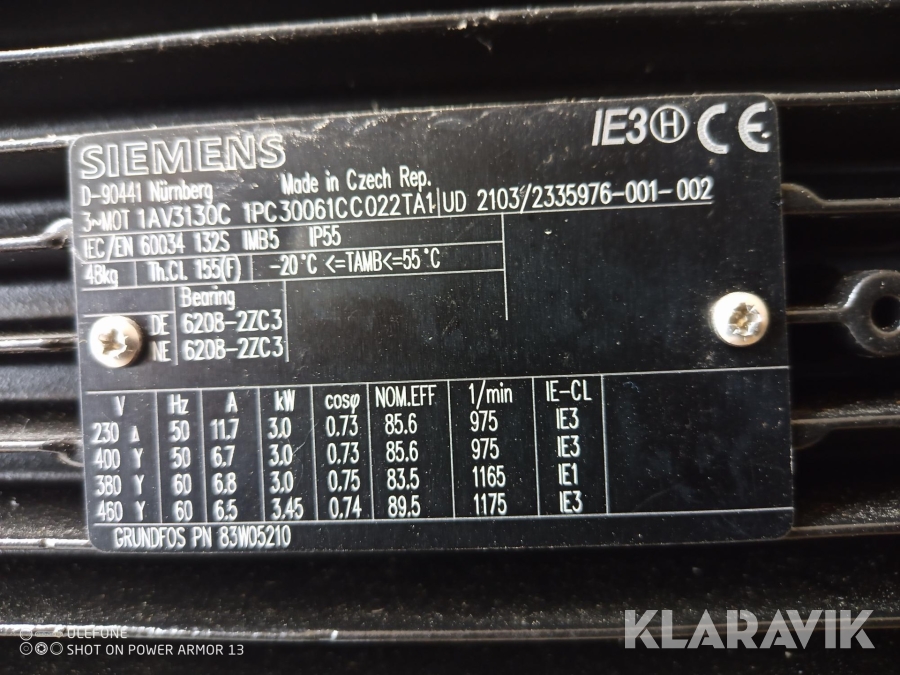 SIEMENS
IE3 H CE
D-90441 Nürnberg Made in Czech Rep.
3~MOT 1AV3130C 1PC30061CC022TA1 UD 2103/2335976-001-002
IEC/EN 60034 132S IMB5 IP55
48kg Th.Cl. 155(F) -20°C <=TAMB<=55°C
Bearing
DE 6208-2ZC3
NE 6208-2ZC3
V Hz A kW cosφ NOM.EFF 1/min IE-CL
230 Δ 50 11.7 3.0 0.73 85.6 975 IE3
400 Y 50 6.7 3.0 0.73 85.6 975 IE3
380 Y 60 6.8 3.0 0.75 83.5 1165 IE1
460 Y 60 6.5 3.45 0.74 89.5 1175 IE3
GRUNDFOS PN 83W05210
KLARAVIK
ULEFONE
SHOT ON POWER ARMOR 13